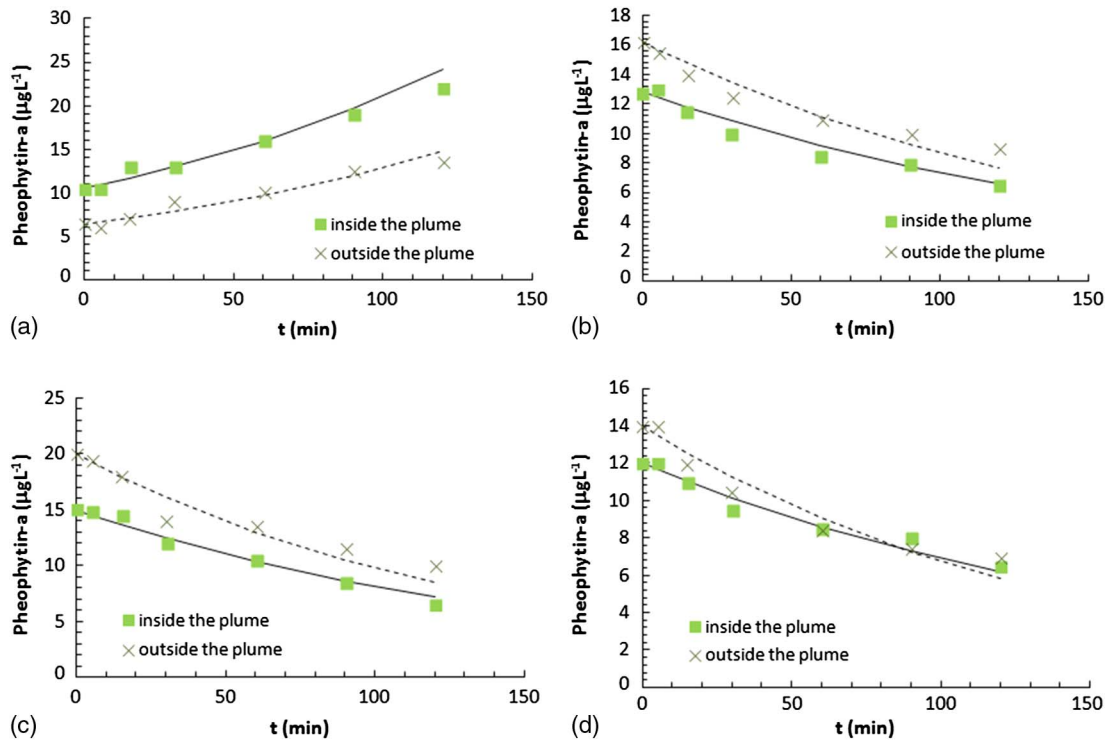 30
25
20
15
10
5
0
Pheophytin-a (µgL⁻¹)
inside the plume
outside the plume
0 50 100 150
t (min)
(a)
18
16
14
12
10
8
6
4
2
0
Pheophytin-a (µgL⁻¹)
inside the plume
outside the plume
0 50 100 150
t (min)
(b)
25
20
15
10
5
0
Pheophytin-a (µgL⁻¹)
inside the plume
outside the plume
0 50 100 150
t (min)
(c)
16
14
12
10
8
6
4
2
0
Pheophytin-a (µgL⁻¹)
inside the plume
outside the plume
0 50 100 150
t (min)
(d)